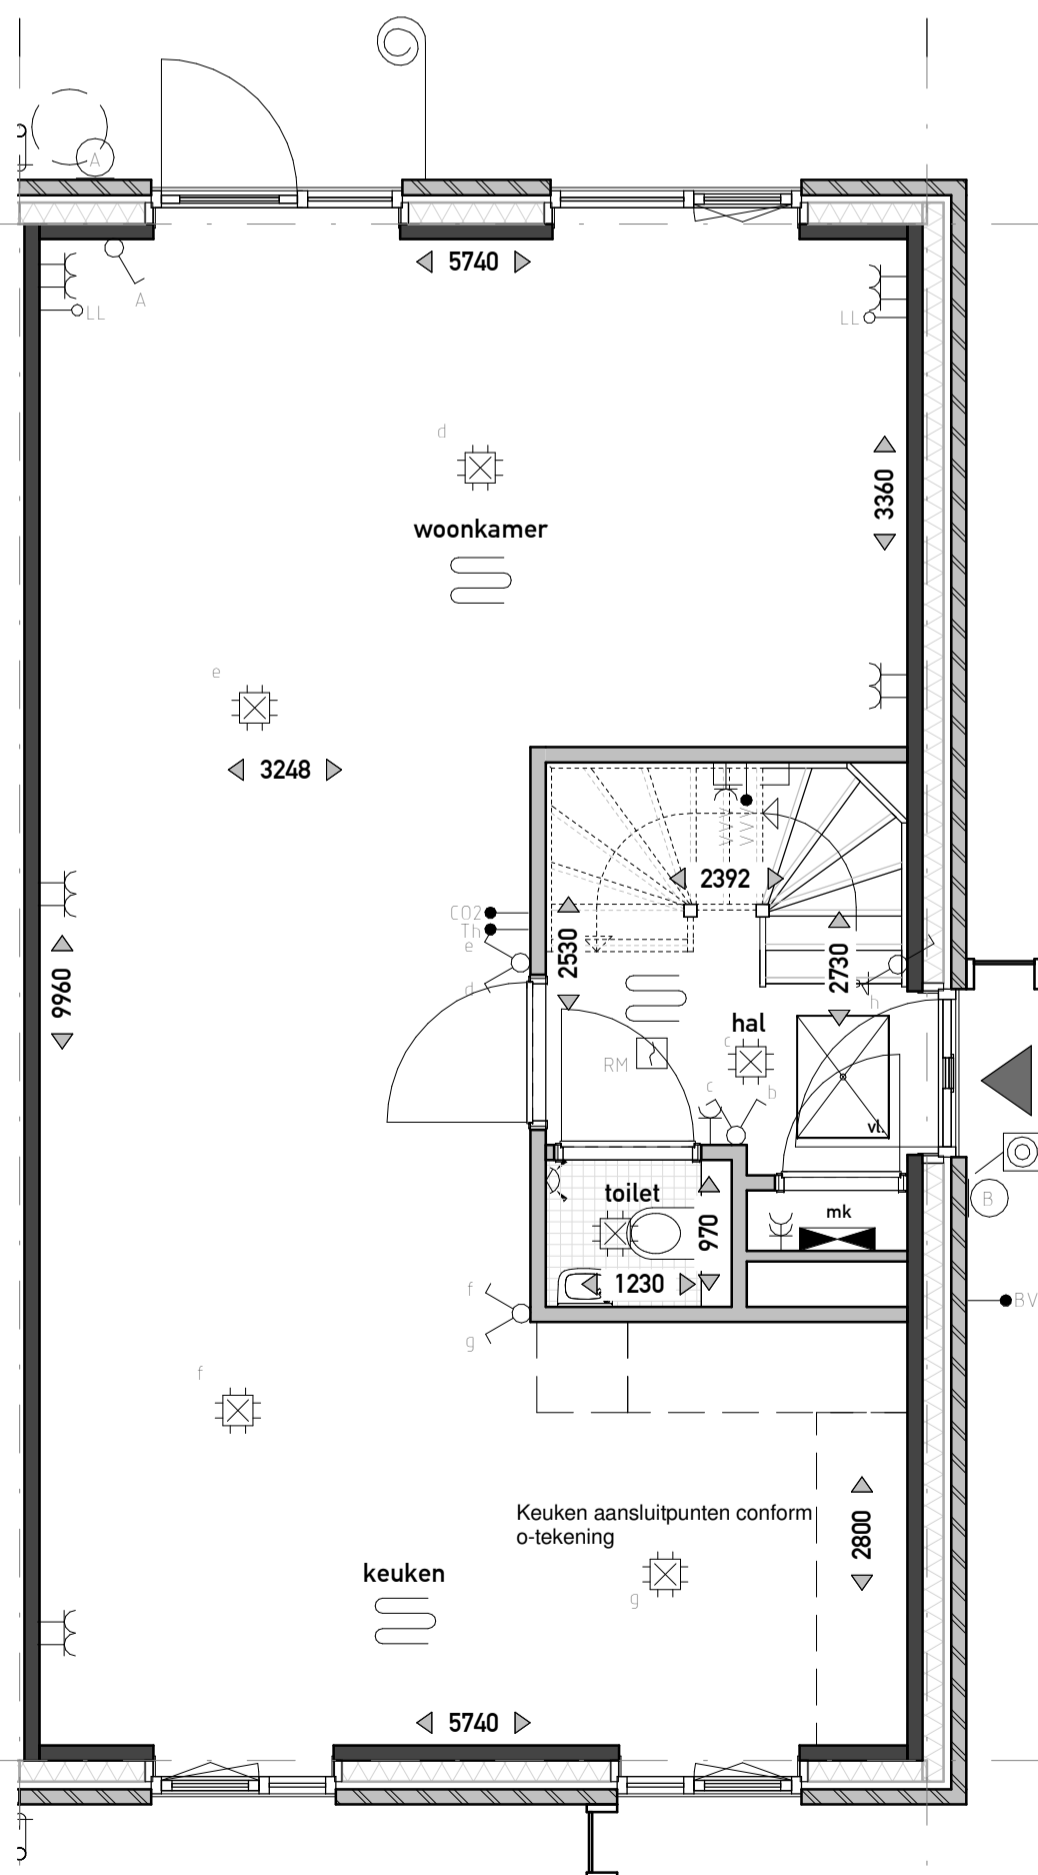 A
5740
A
LL
LL
d
3360
woonkamer
e
3248
2392
CO2
Th
e
d
2530
2730
9960
h
hal
c
RM
c
b
vl.
toilet
970
mk
B
1230
BV
f
g
f
Keuken aansluitpunten conform
o-tekening
2800
keuken
g
5740